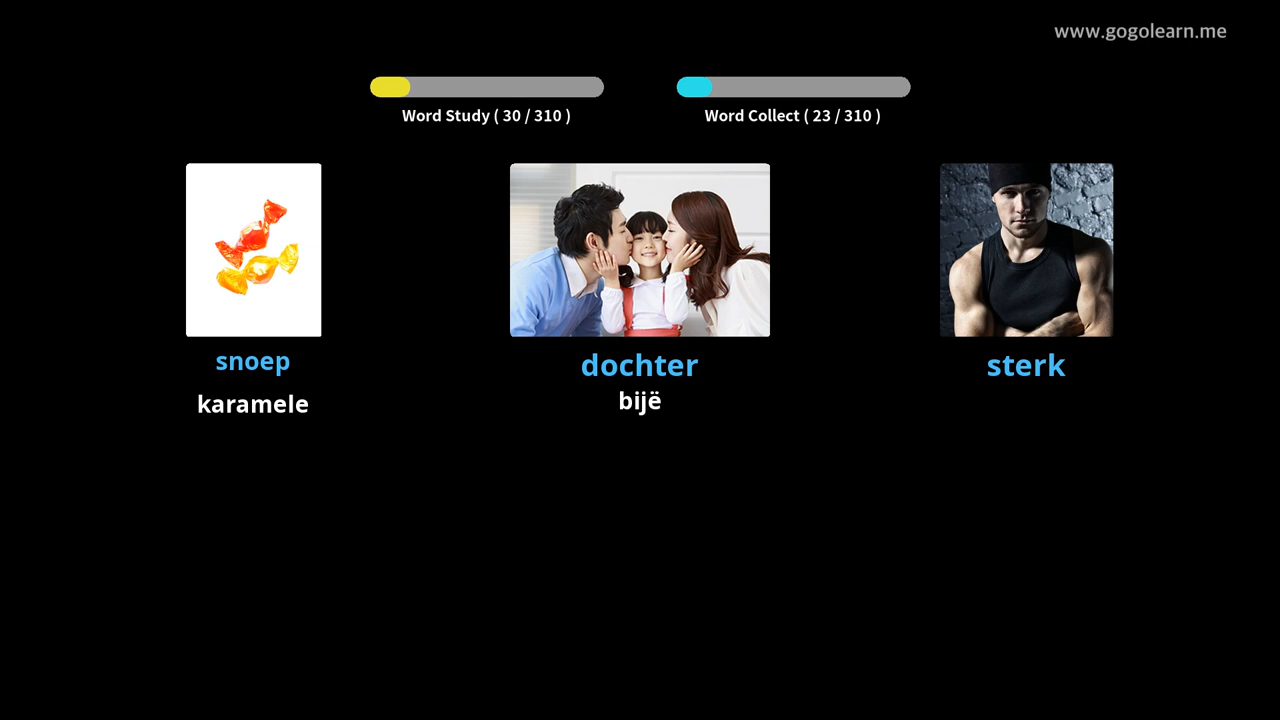 www.gogolearn.me
Word Study ( 30 / 310 )
Word Collect ( 23 / 310 )
snoep
karamele
dochter
bijë
sterk